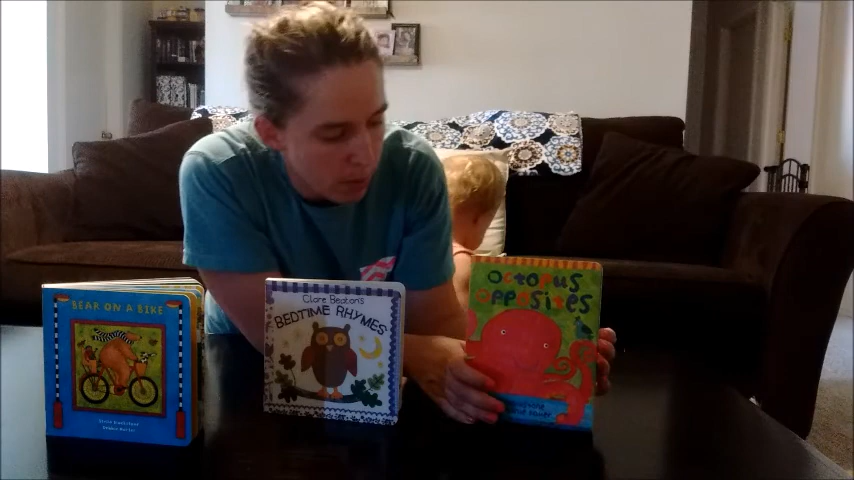 BEAR ON A BIKE
Clare Beaton's
BEDTIME RHYMES
Octopus
opposites